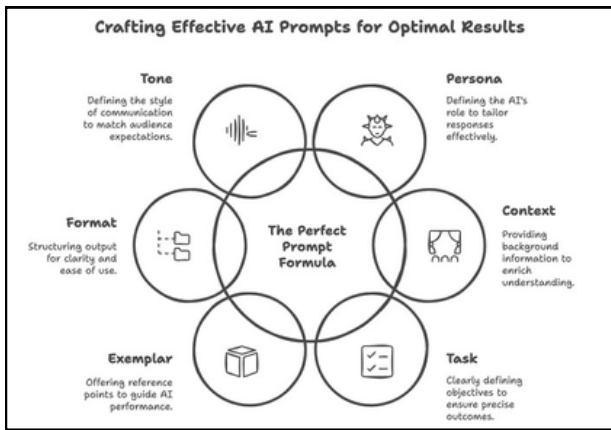 Crafting Effective AI Prompts for Optimal Results
Tone
Defining the style
of communication
to match audience
expectations.
Persona
Defining the AI's
role to tailor
responses
effectively.
Format
Structuring output
for clarity and
ease of use.
The Perfect
Prompt
Formula
Context
Providing
background
information to
enrich
understanding.
Exemplar
Offering reference
points to guide AI
performance.
Task
Clearly defining
objectives to
ensure precise
outcomes.